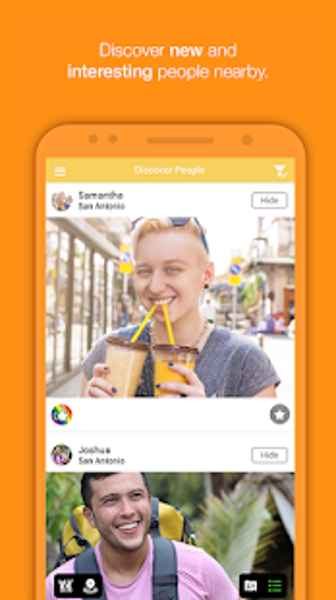 Discover new and
interesting people nearby.
Discover People
Samantha
San Antonio
Hide
Joshua
San Antonio
Hide